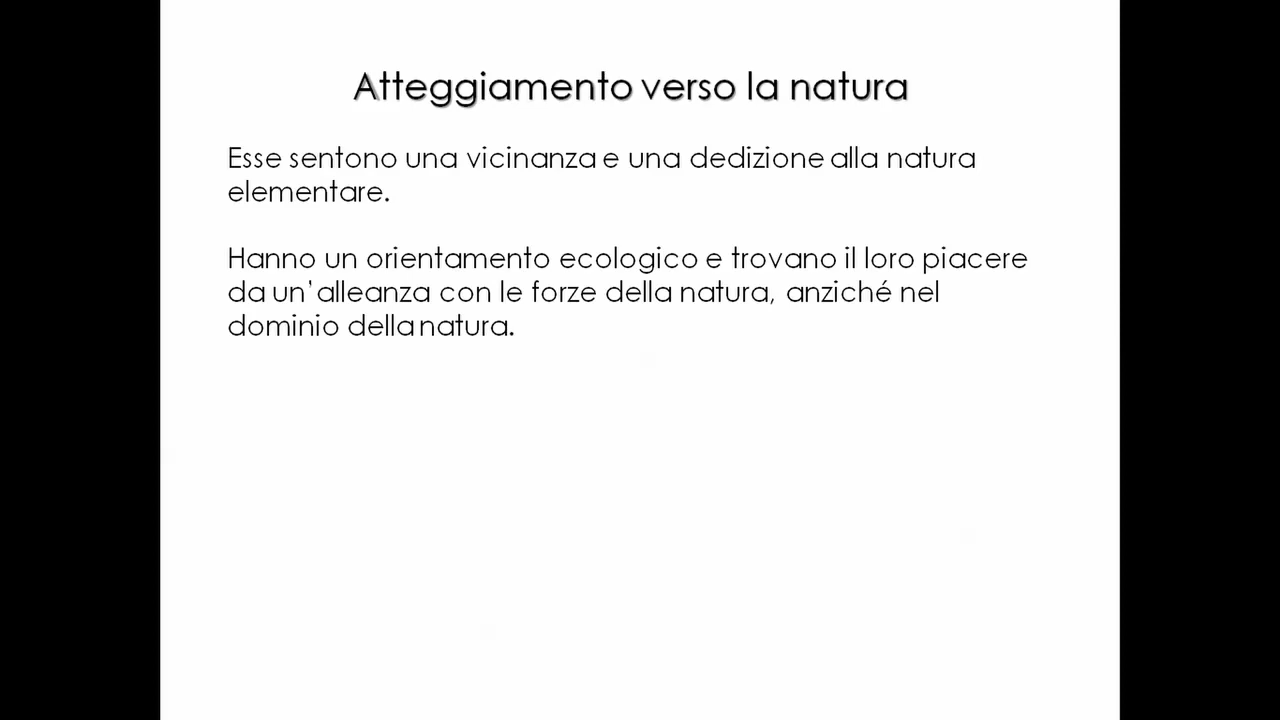 Atteggiamento verso la natura
Esse sentono una vicinanza e una dedizione alla natura
elementare.
Hanno un orientamento ecologico e trovano il loro piacere
da un’alleanza con le forze della natura, anziché nel
dominio della natura.